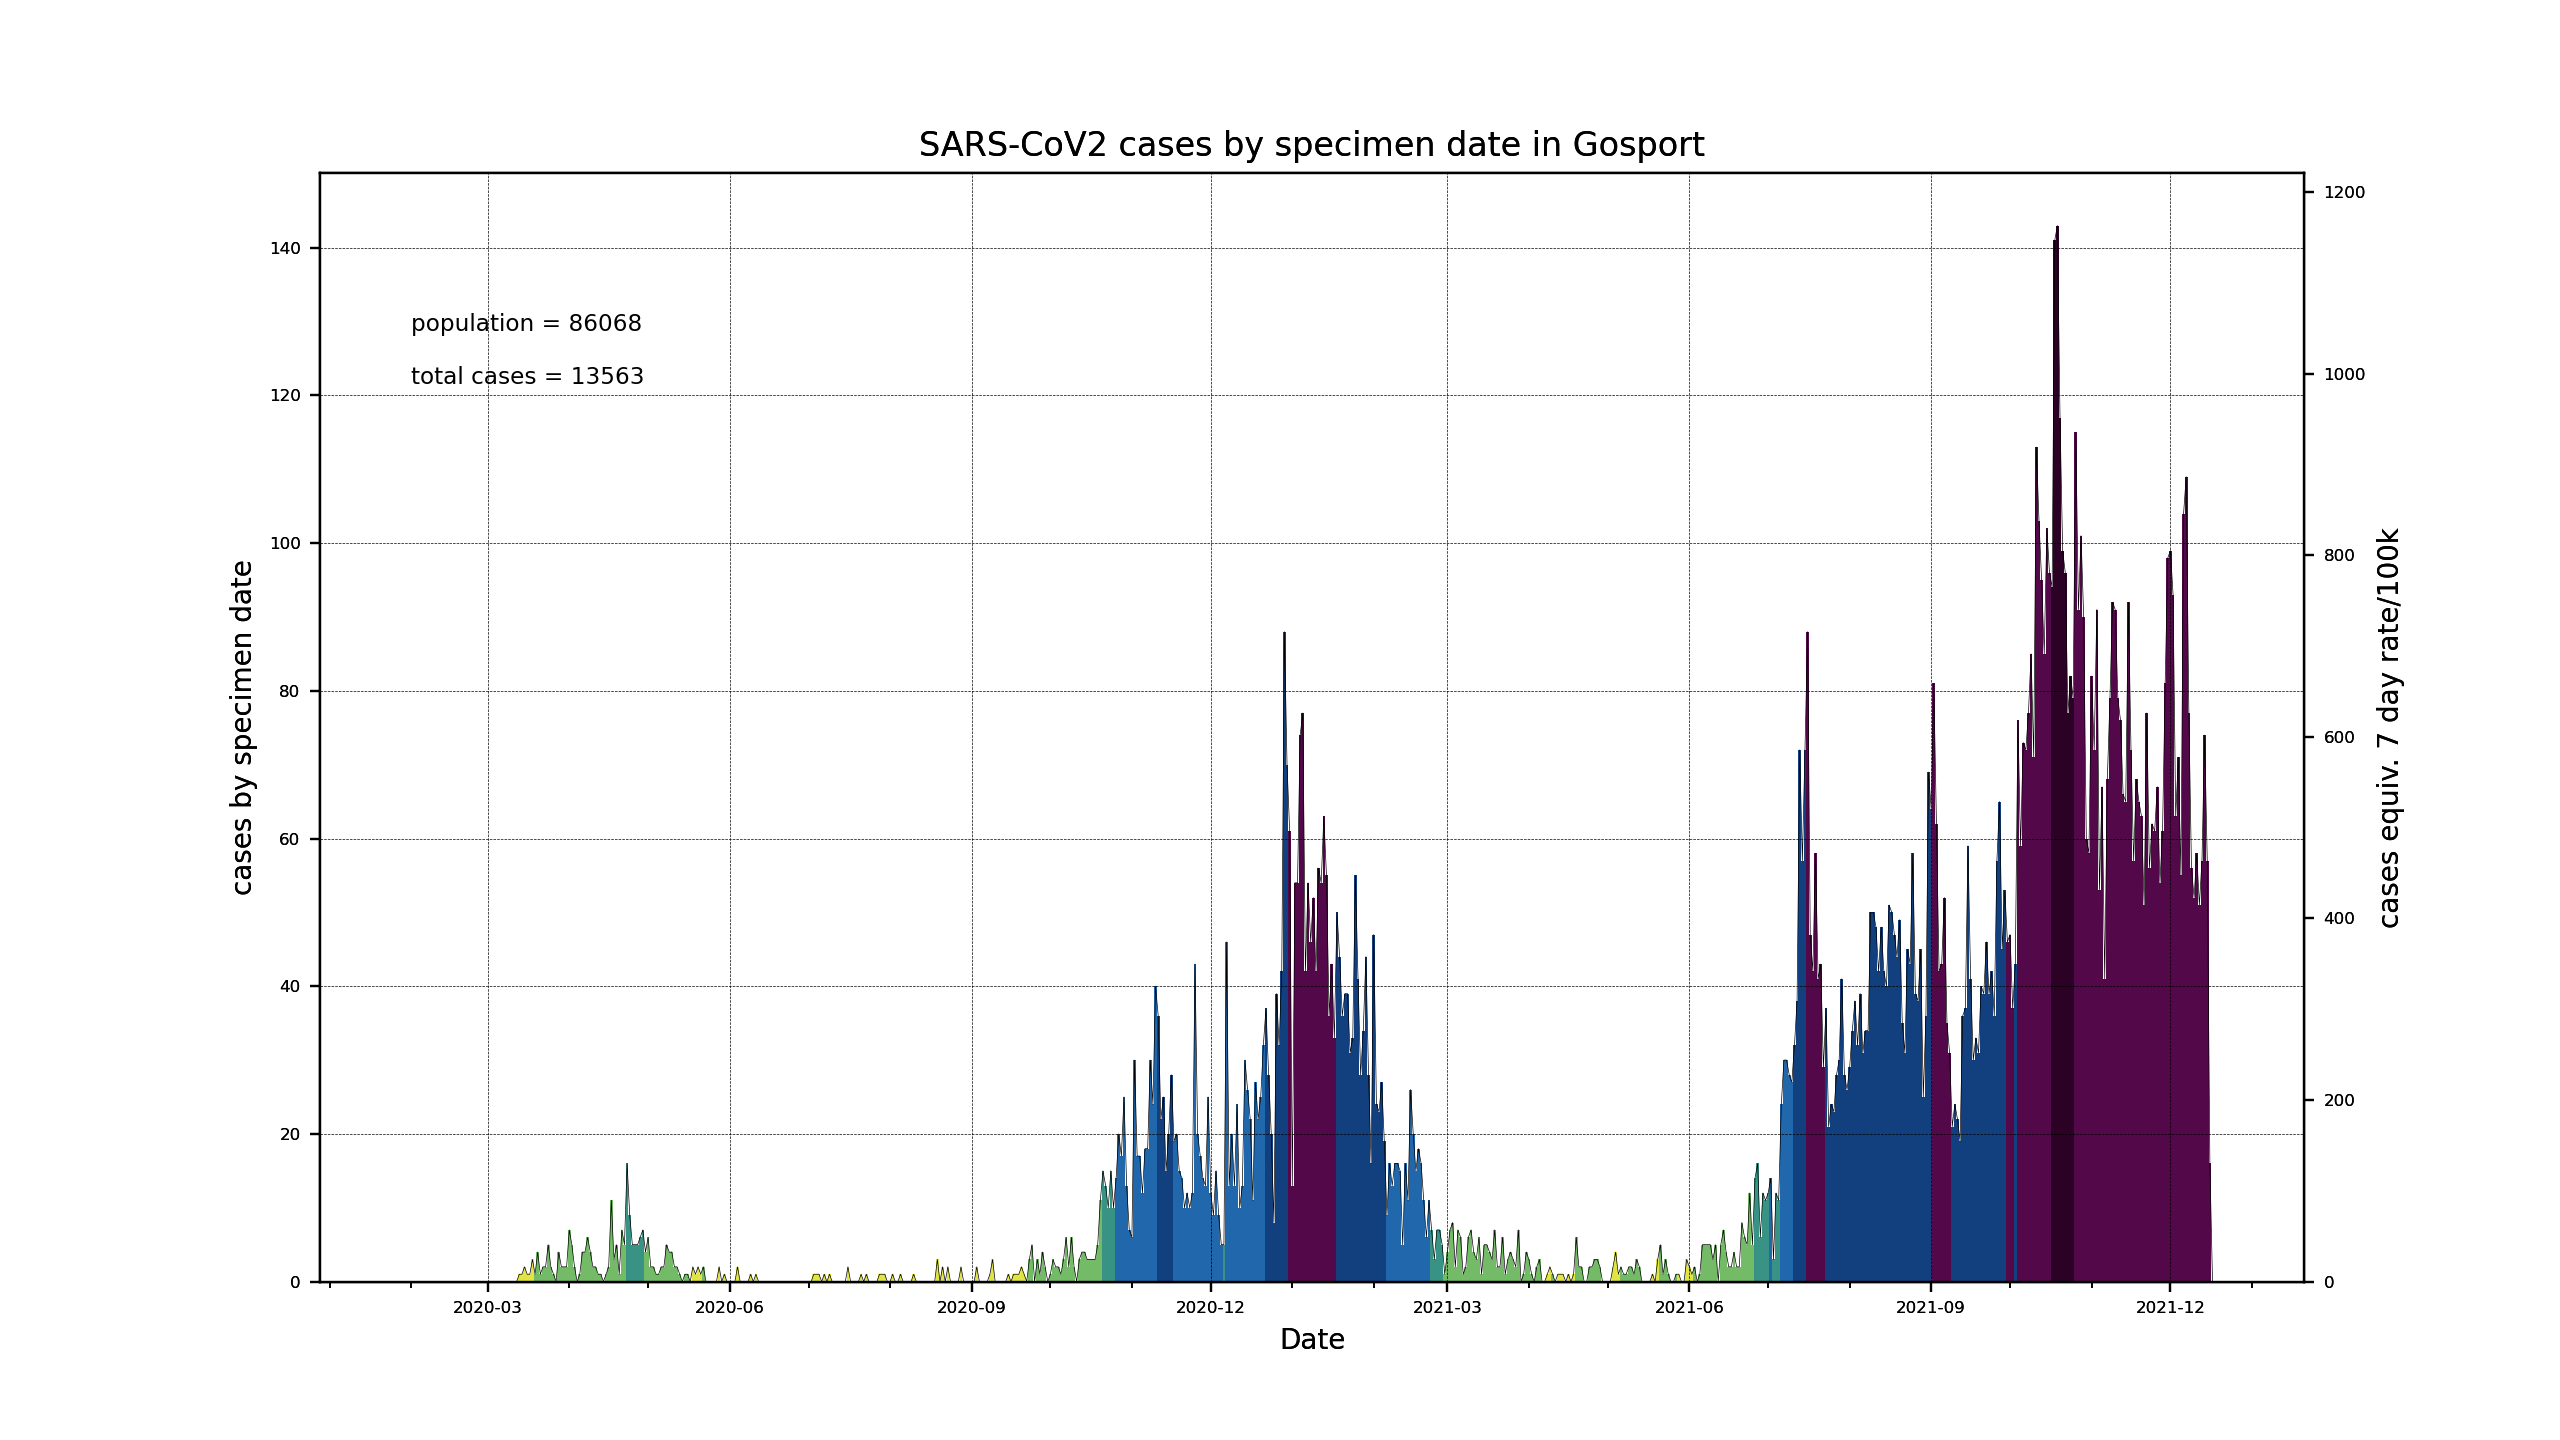 SARS-CoV2 cases by specimen date in Gosport
population = 86068
total cases = 13563
cases by specimen date
140
120
100
80
60
40
20
0
1200
1000
800
600
400
200
0
cases equiv. 7 day rate/100k
2020-03 2020-06 2020-09 2020-12 2021-03 2021-06 2021-09 2021-12
Date